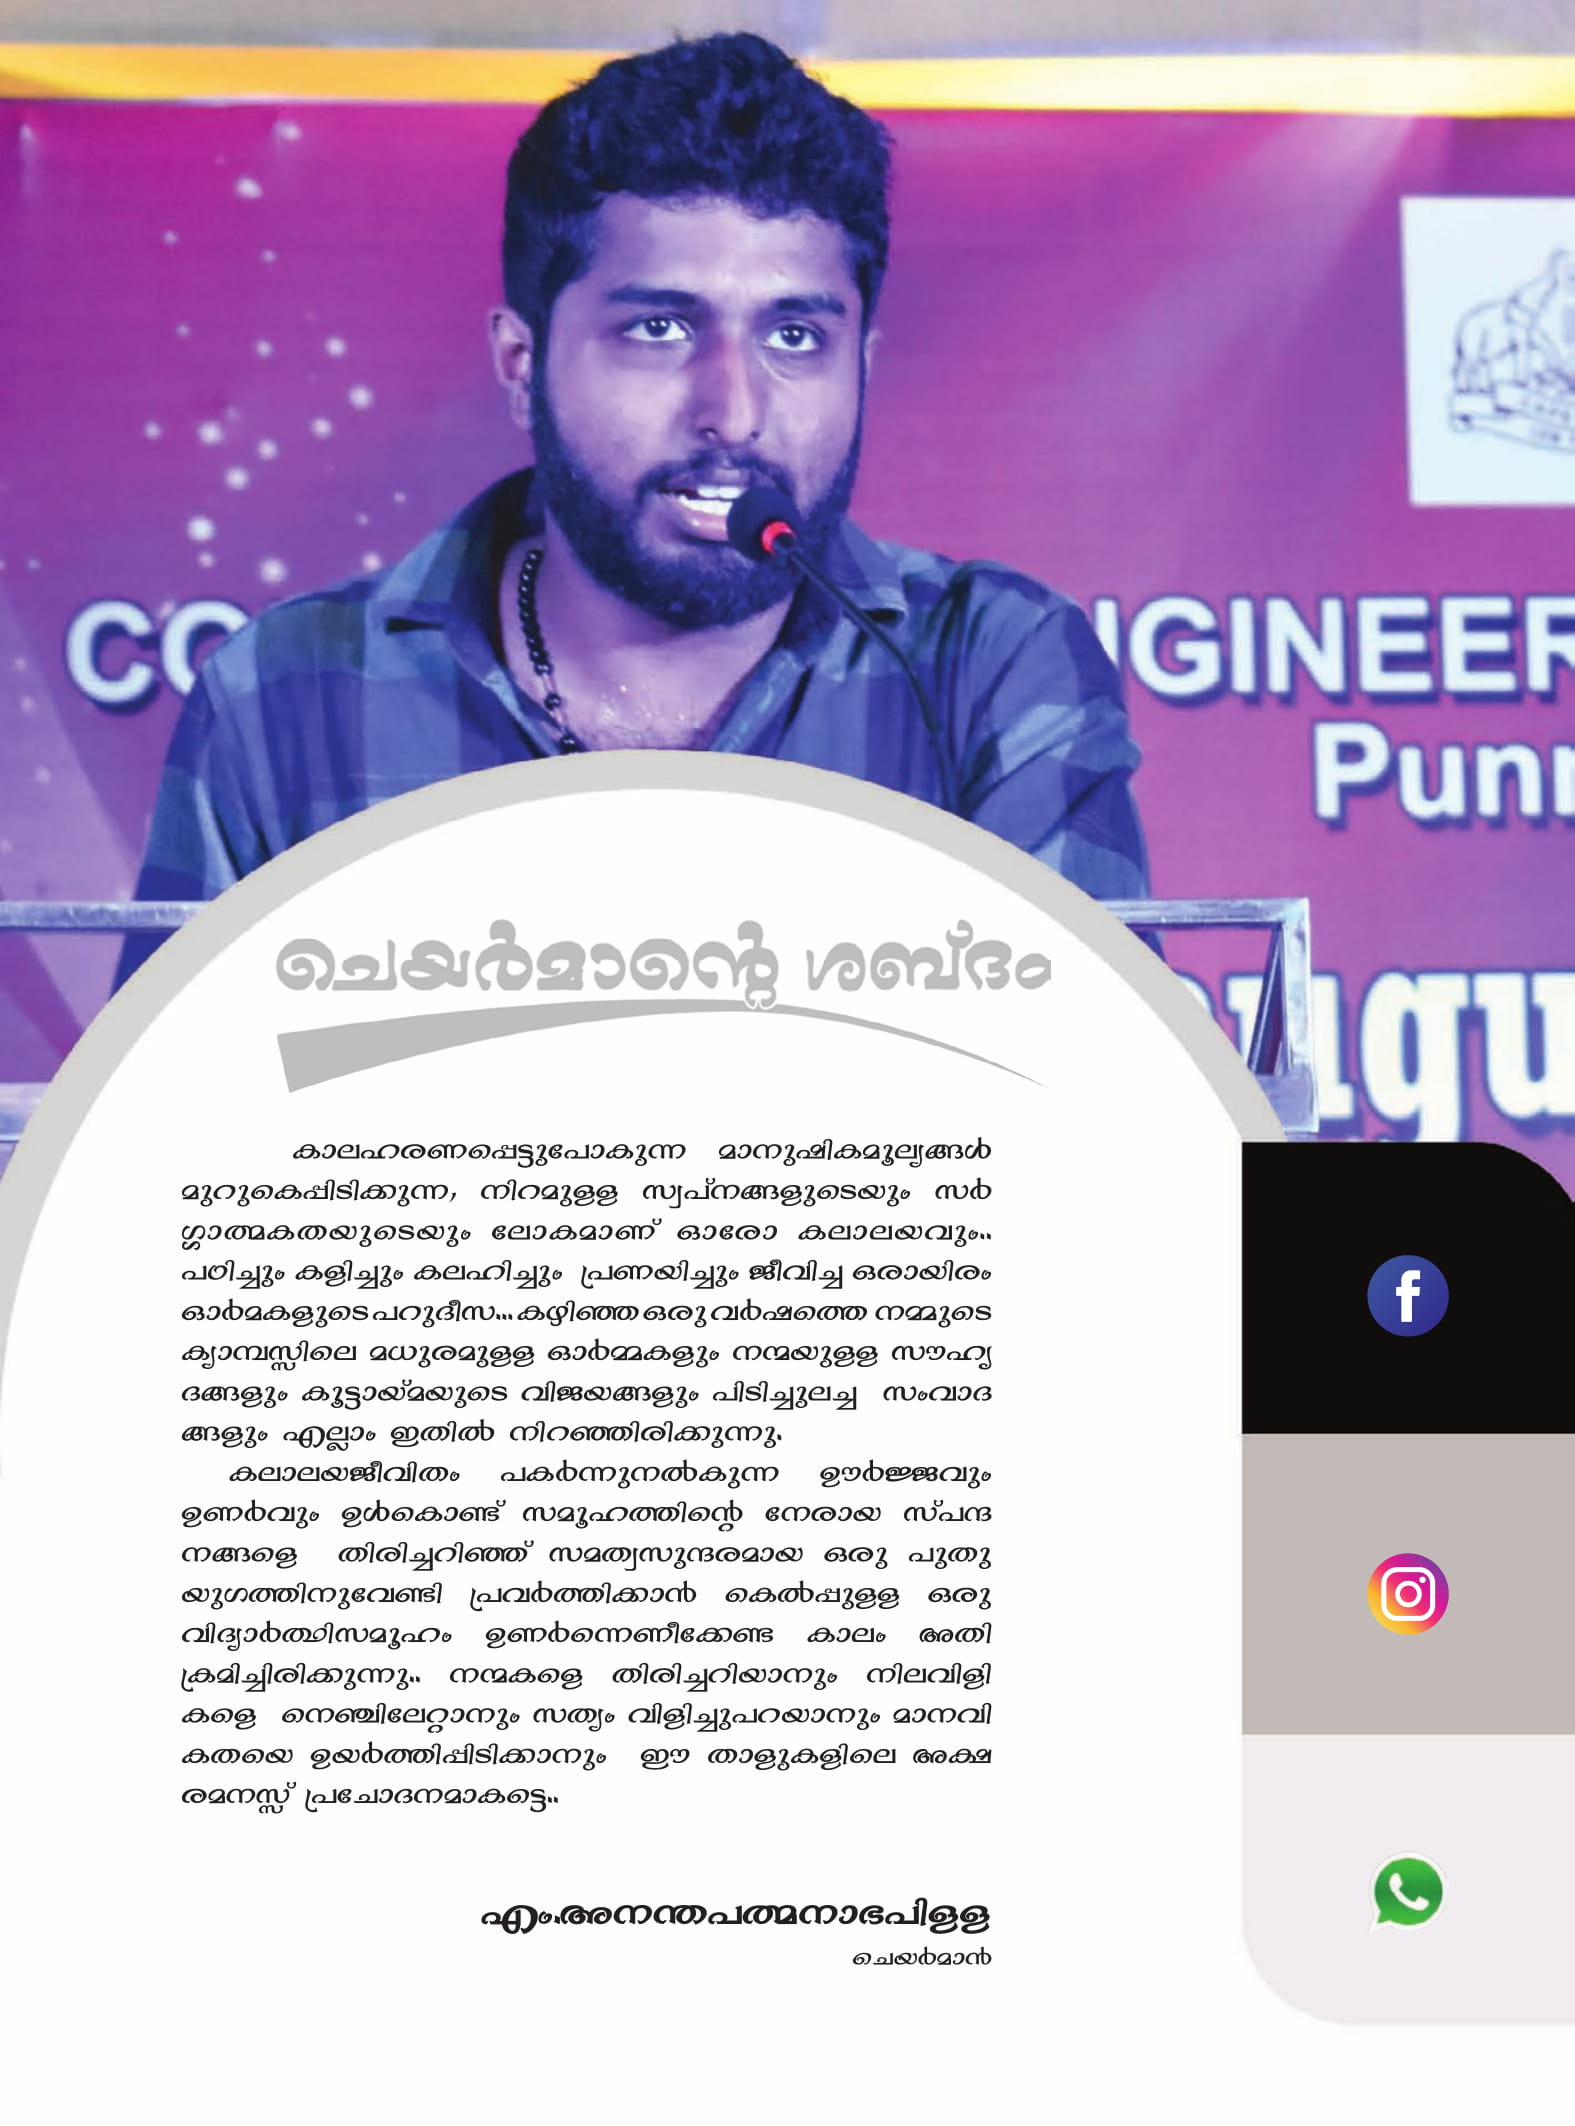 CO NGINEER
Punn
ugu
ചെയർമാന്റെ ശബ്ദം
കാലഹരണപ്പെട്ടുപോകുന്ന മാനുഷികമൂല്യങ്ങൾ
മുറുകെപ്പിടിക്കുന്ന, നിറമുള്ള സ്വപ്നങ്ങളുടെയും സർ
ഗ്ഗാത്മകതയുടെയും ലോകമാണ് ഓരോ കലാലയവും..
പഠിച്ചും കളിച്ചും കലഹിച്ചും പ്രണയിച്ചും ജീവിച്ച ഒരായിരം
ഓർമകളുടെ പറുദീസ... കഴിഞ്ഞ ഒരു വർഷത്തെ നമ്മുടെ
ക്യാമ്പസ്സിലെ മധുരമുള്ള ഓർമ്മകളും നന്മയുള്ള സൗഹൃ
ദങ്ങളും കൂട്ടായ്മയുടെ വിജയങ്ങളും പിടിച്ചുലച്ച സംവാദ
ങ്ങളും എല്ലാം ഇതിൽ നിറഞ്ഞിരിക്കുന്നു.
കലാലയജീവിതം പകർന്നുനൽകുന്ന ഊർജ്ജവും
ഉണർവും ഉൾകൊണ്ട് സമൂഹത്തിന്റെ നേരായ സ്പന്ദ
നങ്ങളെ തിരിച്ചറിഞ്ഞ് സമത്വസുന്ദരമായ ഒരു പുതു
യുഗത്തിനുവേണ്ടി പ്രവർത്തിക്കാൻ കെൽപ്പുള്ള ഒരു
വിദ്യാർത്ഥിസമൂഹം ഉണർന്നെണീക്കേണ്ട കാലം അതി
ക്രമിച്ചിരിക്കുന്നു.. നന്മകളെ തിരിച്ചറിയാനും നിലവിളി
കളെ നെഞ്ചിലേറ്റാനും സത്യം വിളിച്ചുപറയാനും മാനവി
കതയെ ഉയർത്തിപ്പിടിക്കാനും ഈ താളുകളിലെ അക്ഷ
രമനസ്സ് പ്രചോദനമാകട്ടെ..
എം.അനന്തപത്മനാഭപിള്ള
ചെയർമാൻ